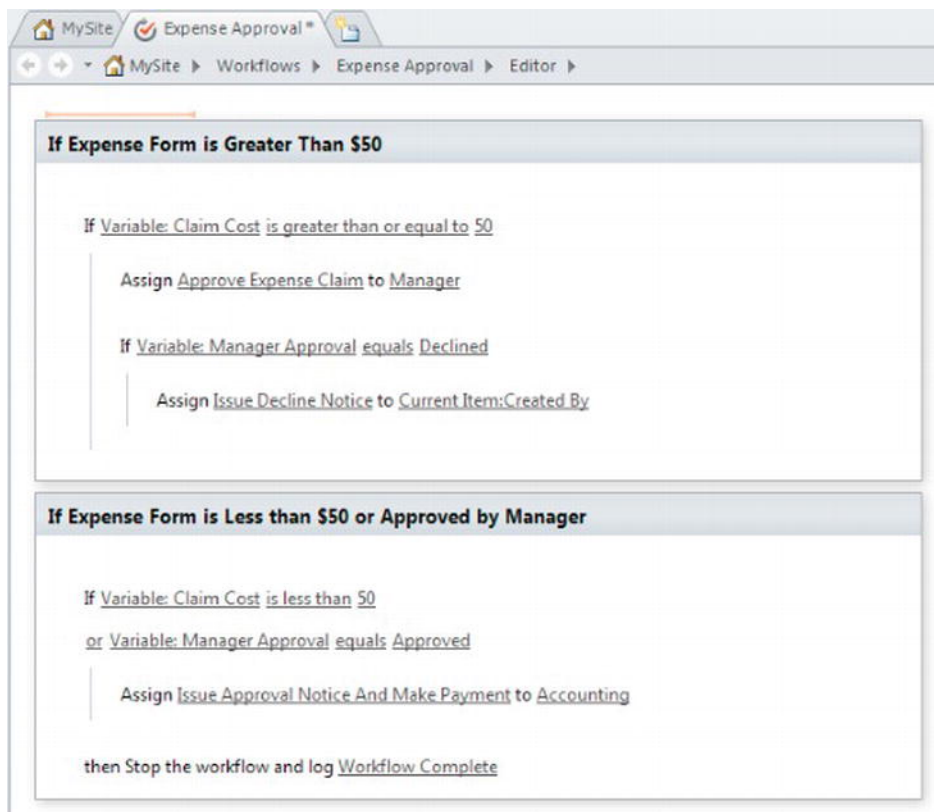 MySite Expense Approval *
MySite Workflows Expense Approval Editor
If Expense Form is Greater Than $50
If Variable: Claim Cost is greater than or equal to 50
Assign Approve Expense Claim to Manager
If Variable: Manager Approval equals Declined
Assign Issue Decline Notice to Current Item:Created By
If Expense Form is Less than $50 or Approved by Manager
If Variable: Claim Cost is less than 50
or Variable: Manager Approval equals Approved
Assign Issue Approval Notice And Make Payment to Accounting
then Stop the workflow and log Workflow Complete